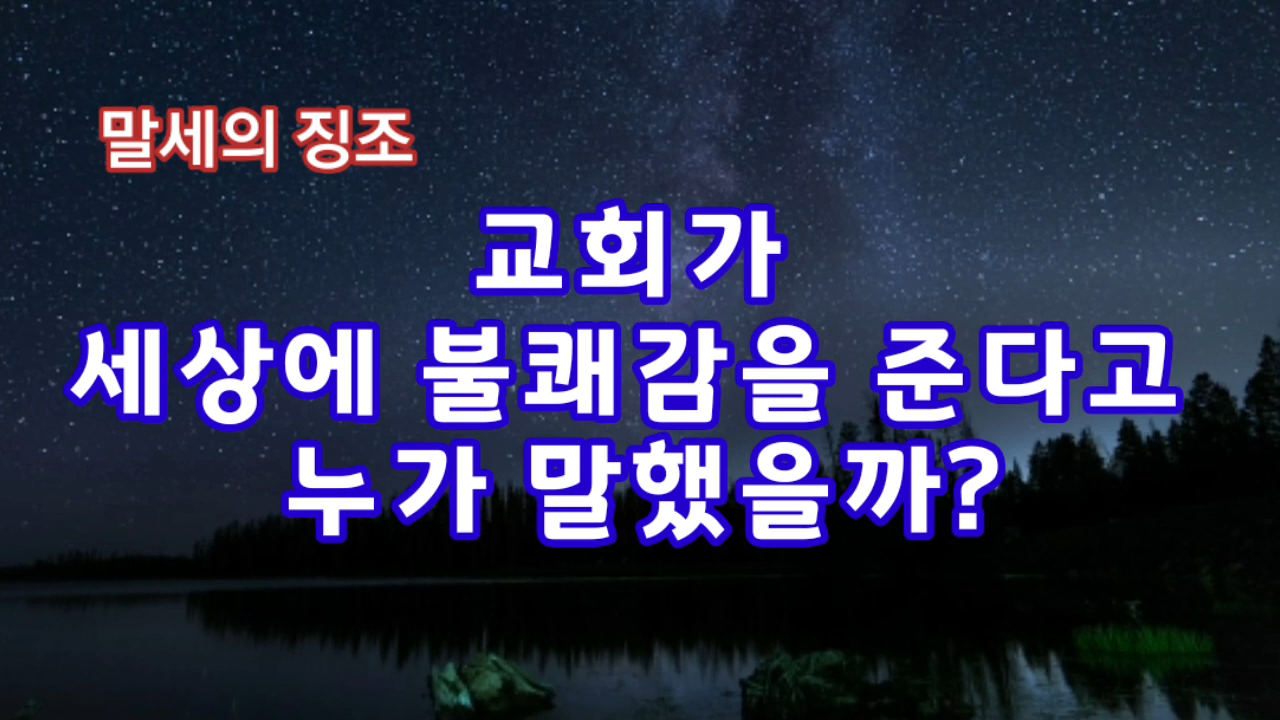 말세의 징조
교회가
세상에 불쾌감을 준다고
누가 말했을까?